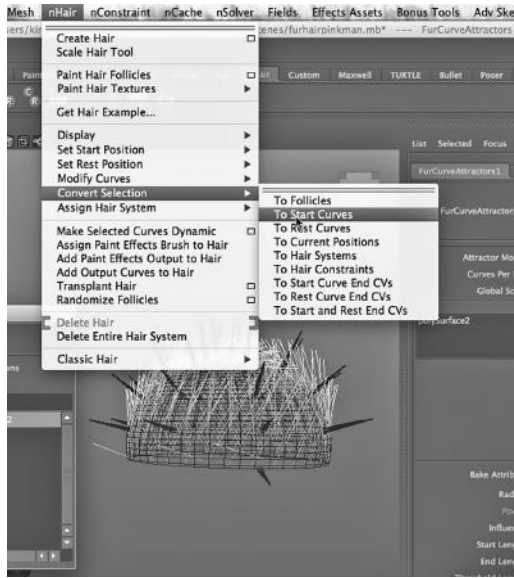 Mesh nHair nConstraint nCache nSolver Fields Effects Assets Bonus Tools Adv Ske
enes/furhairpinkman.mb* --- FurCurveAttractors
Create Hair
Scale Hair Tool
Paint Hair Follicles
Paint Hair Textures
Custom Maxwell TURTLE Bullet Poser
Get Hair Example...
Display
Set Start Position
Set Rest Position
Modify Curves
Convert Selection
Assign Hair System
List Selected Focus
FurCurveAttractors1
To Follicles
To Start Curves
To Rest Curves
To Current Positions
To Hair Systems
To Hair Constraints
To Start Curve End CVs
To Rest Curve End CVs
To Start and Rest End CVs
FurCurveAttractors
Attractor Mo
Curves Per
Global Sc
Make Selected Curves Dynamic
Assign Paint Effects Brush to Hair
Add Paint Effects Output to Hair
Add Output Curves to Hair
Transplant Hair
Randomize Follicles
Delete Hair
Delete Entire Hair System
Classic Hair
polySurface2
ons
2
Bake Attrib
Rad
Influe
Start Len
End Len